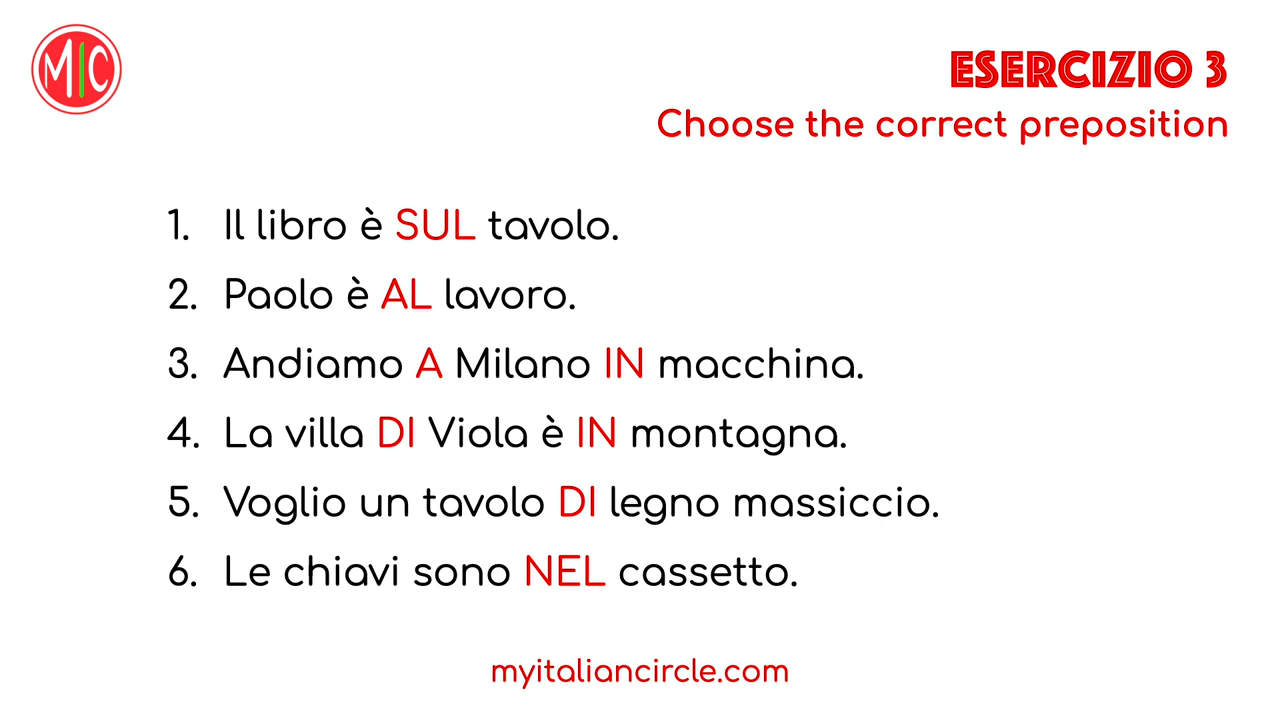 MIC
ESERCIZIO 3
Choose the correct preposition
1. Il libro è SUL tavolo.
2. Paolo è AL lavoro.
3. Andiamo A Milano IN macchina.
4. La villa DI Viola è IN montagna.
5. Voglio un tavolo DI legno massiccio.
6. Le chiavi sono NEL cassetto.
myitaliancircle.com